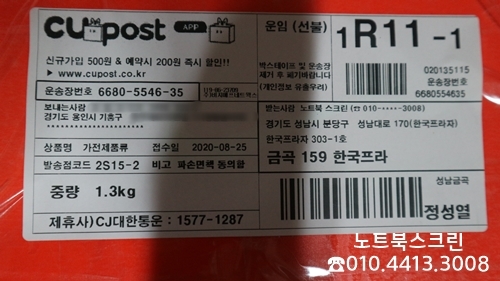 CUpost APP
신규가입 500원 & 예약시 200원 즉시 할인!!
www.cupost.co.kr
운송장번호 6680-5546-35
보내는사람
경기도 용인시 기흥구
********************
상품명 가전제품류 접수일 2020-08-25
발송점코드 2S15-2 비고 파손면책 동의함
중량 1.3kg
제휴사)CJ대한통운 : 1577-1287
운임 (선불)
1R11-1
박스테이프 및 운송장
제거 후 폐기바랍니다
(개인정보 유출우려)
020135115
운송장번호
6680554635
받는사람 노트북 스크린 (☎010-****-3008)
경기도 성남시 분당구 성남대로 170(한국프라자)
한국프라자 303-1호
금곡 159 한국프라
성남금곡
정성열
노트북스크린
☎010.4413.3008